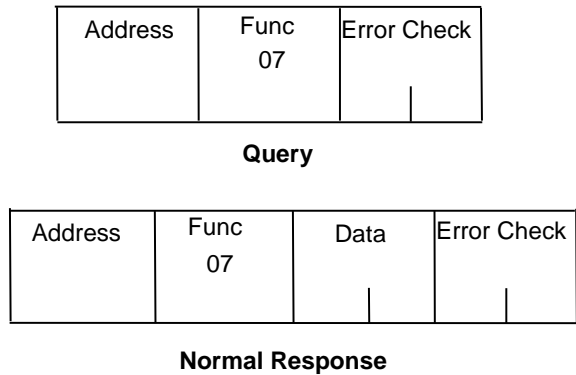 Address Func Error Check
07
Query
Address Func Data Error Check
07
Normal Response